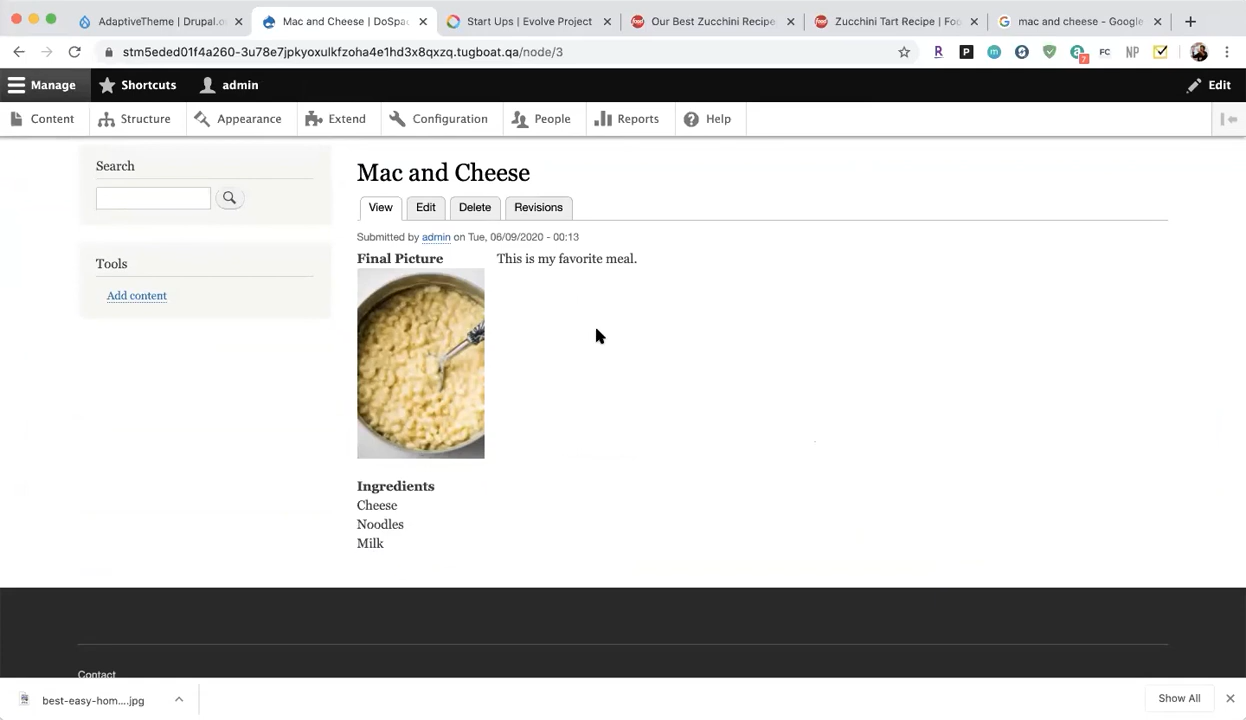 AdaptiveTheme | Drupal.o
Mac and Cheese | DoSpa
Start Ups | Evolve Project
Our Best Zucchini Recipe
Zucchini Tart Recipe | Fo
mac and cheese - Google
stm5eded01f4a260-3u78e7jpkyoxulkfzoha4e1hd3x8qxzq.tugboat.qa/node/3
Manage
Shortcuts
admin
Edit
Content
Structure
Appearance
Extend
Configuration
People
Reports
Help
Search
Tools
Add content
Mac and Cheese
View
Edit
Delete
Revisions
Submitted by admin on Tue, 06/09/2020 - 00:13
Final Picture
This is my favorite meal.
Ingredients
Cheese
Noodles
Milk
Contact
best-easy-hom....jpg
Show All